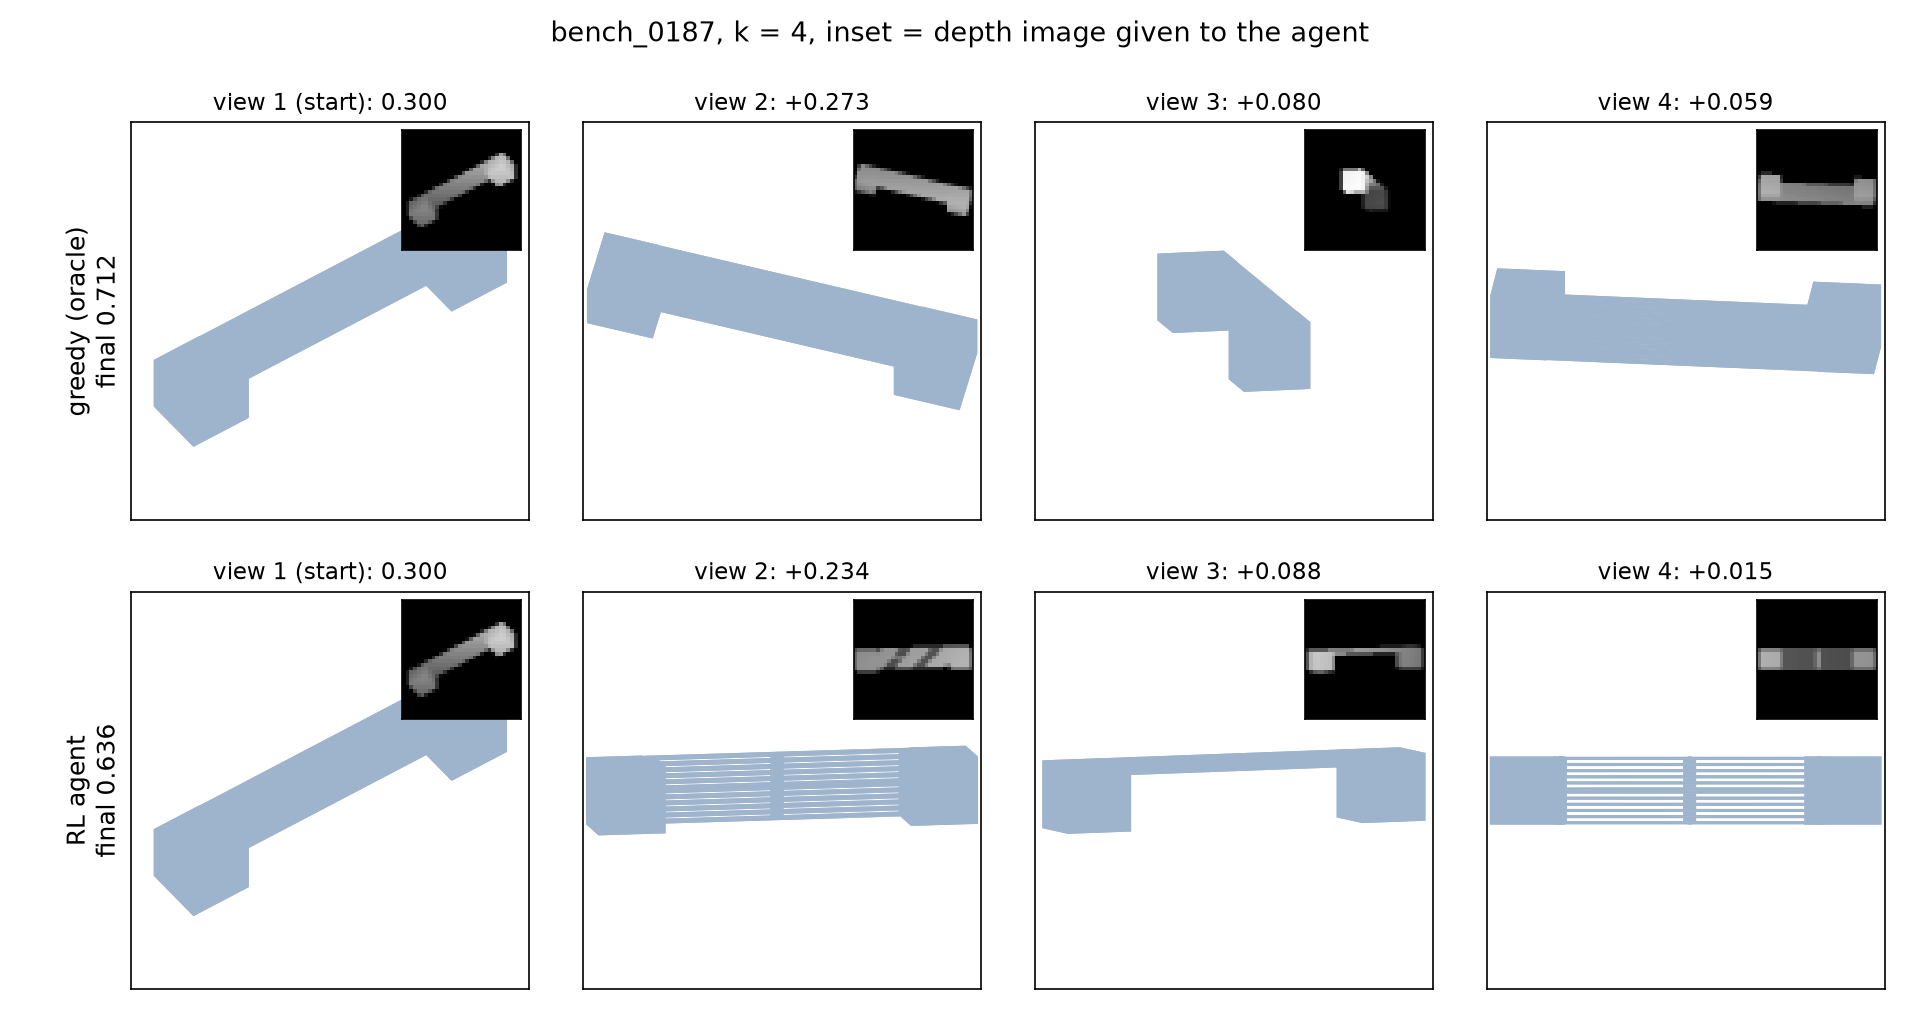 bench_0187, k = 4, inset = depth image given to the agent
view 1 (start): 0.300
view 2: +0.273
view 3: +0.080
view 4: +0.059
greedy (oracle)
final 0.712
view 1 (start): 0.300
view 2: +0.234
view 3: +0.088
view 4: +0.015
RL agent
final 0.636